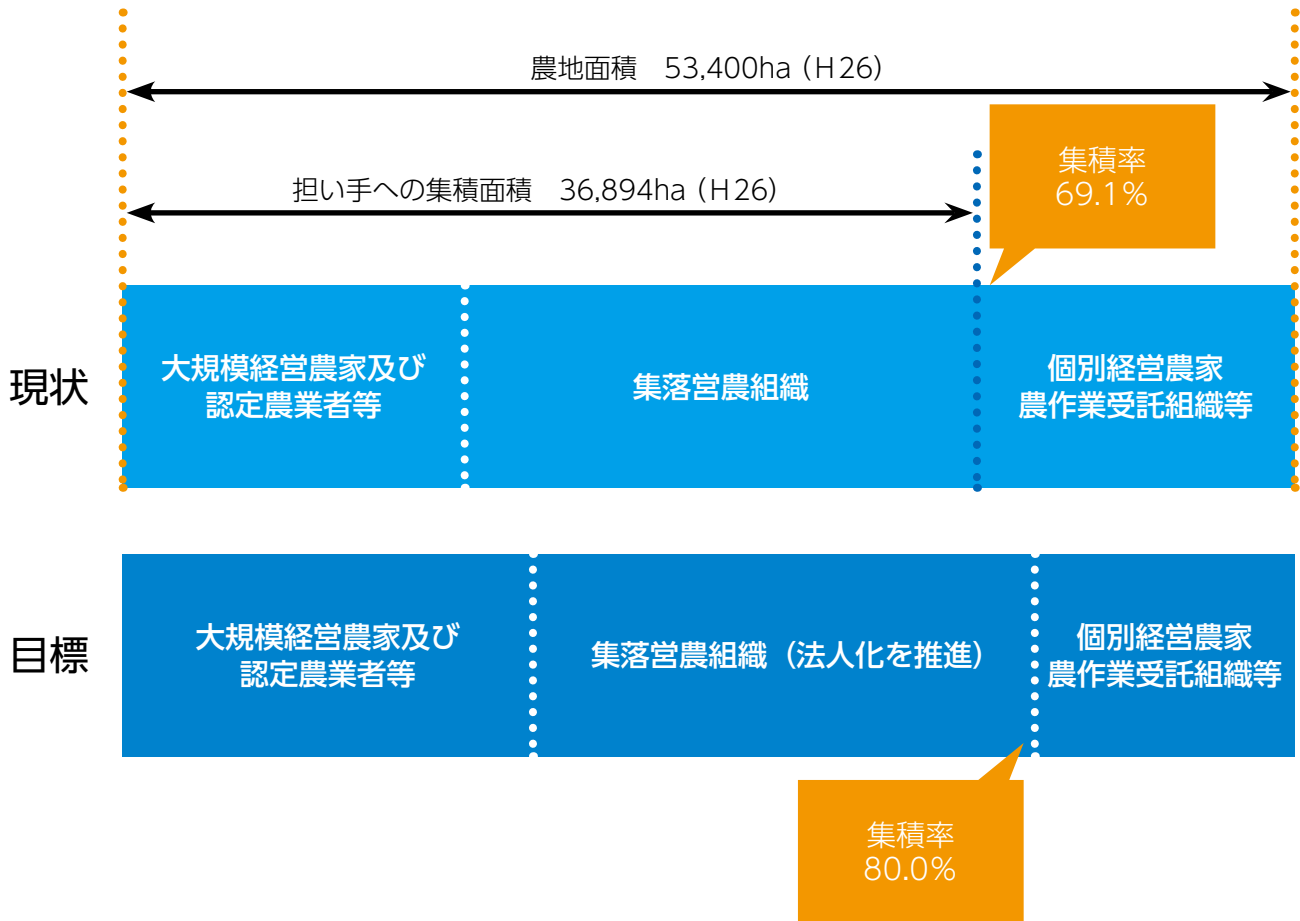 農地面積　53,400ha（H26）
担い手への集積面積　36,894ha（H26）
集積率
69.1％
現状
大規模経営農家及び
認定農業者等
集落営農組織
個別経営農家
農作業受託組織等
目標
大規模経営農家及び
認定農業者等
集落営農組織（法人化を推進）
個別経営農家
農作業受託組織等
集積率
80.0％